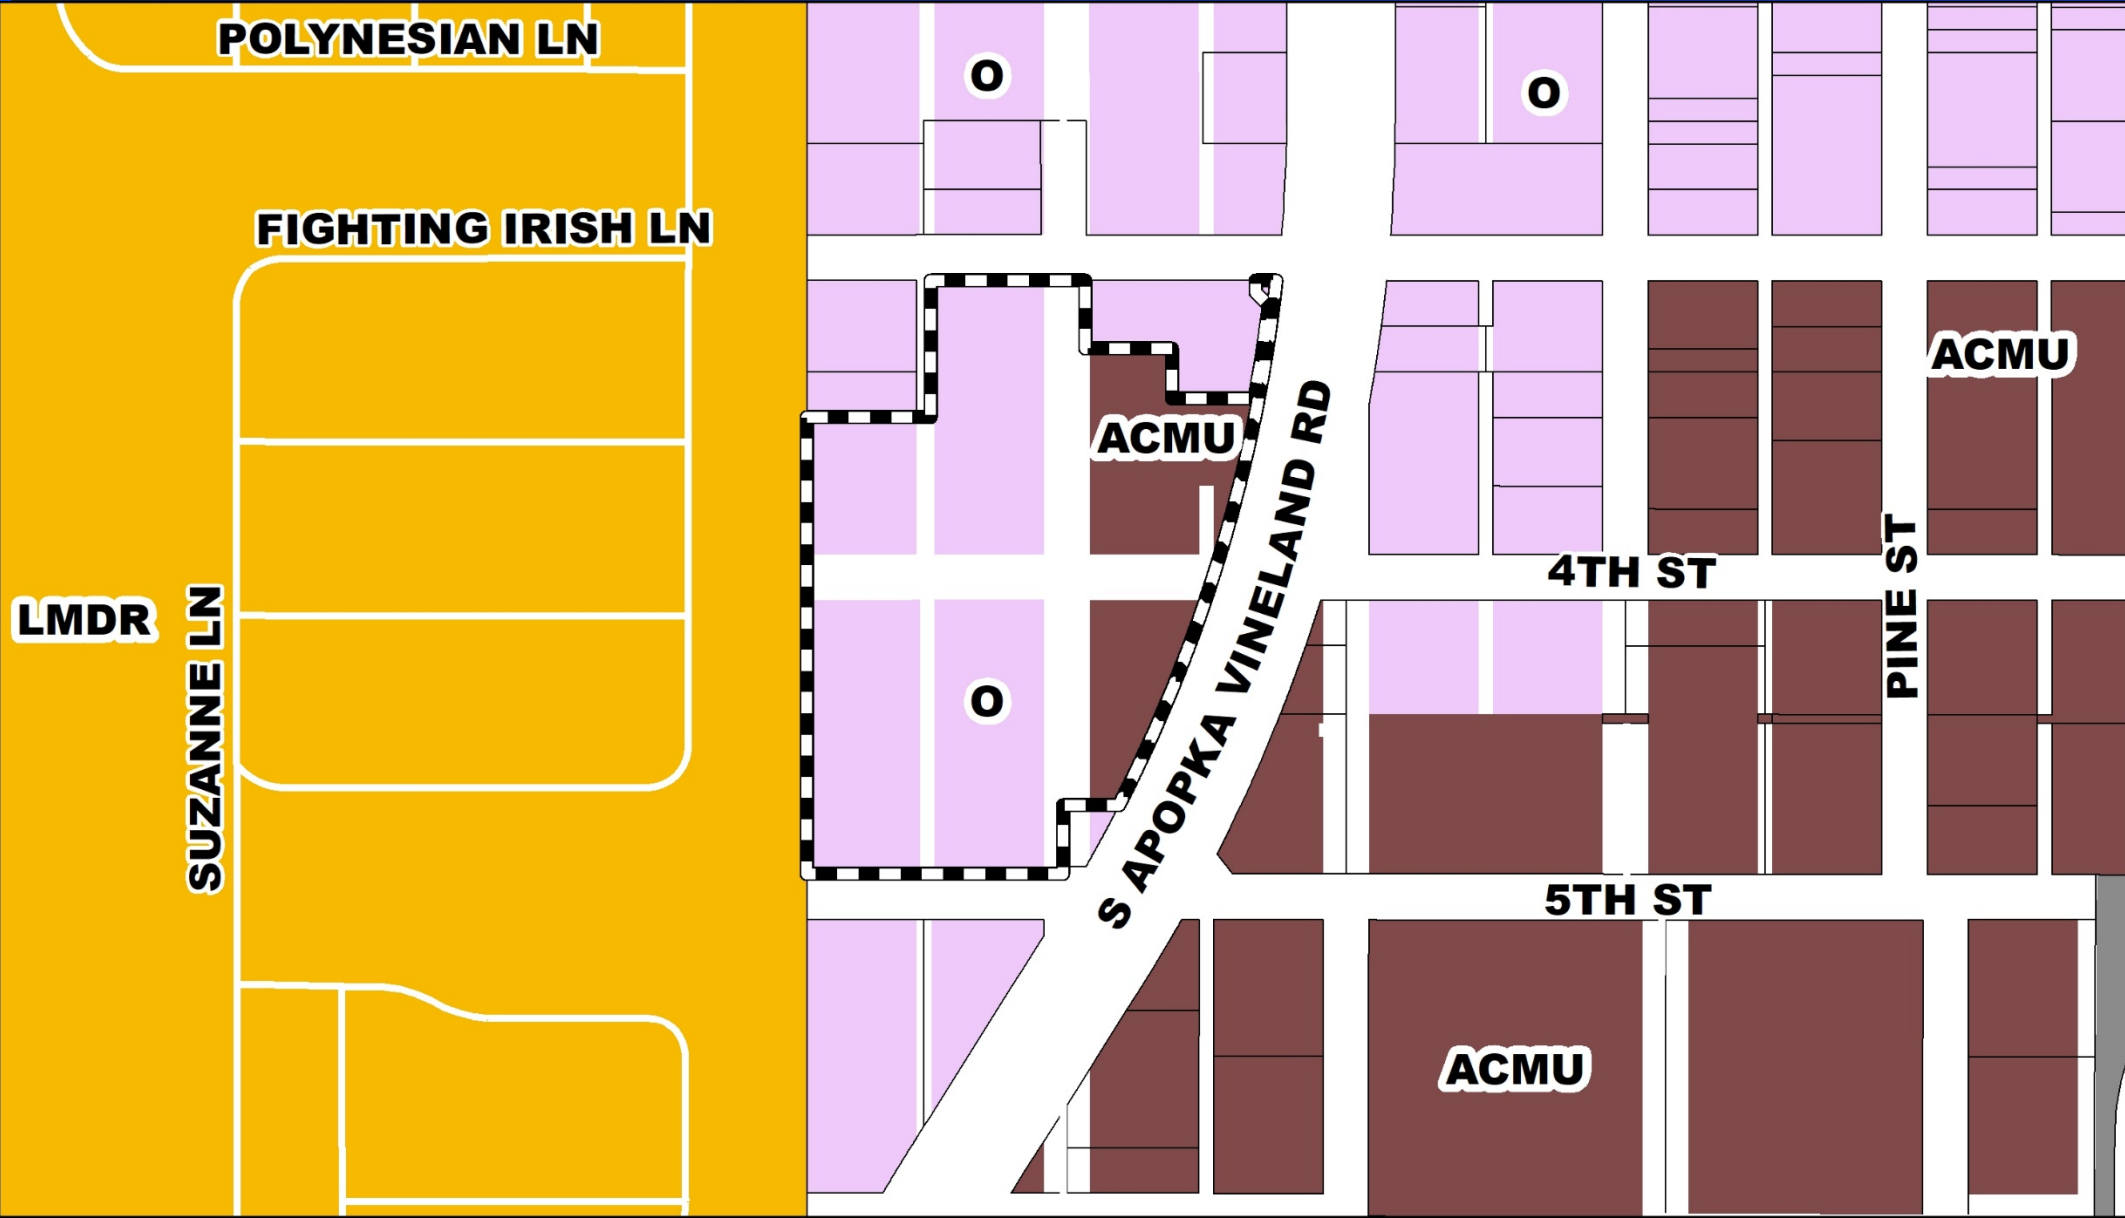 POLYNESIAN LN
O
O
FIGHTING IRISH LN
ACMU
ACMU
S APOPKA VINELAND RD
4TH ST
PINE ST
LMDR
SUZANNE LN
O
5TH ST
ACMU